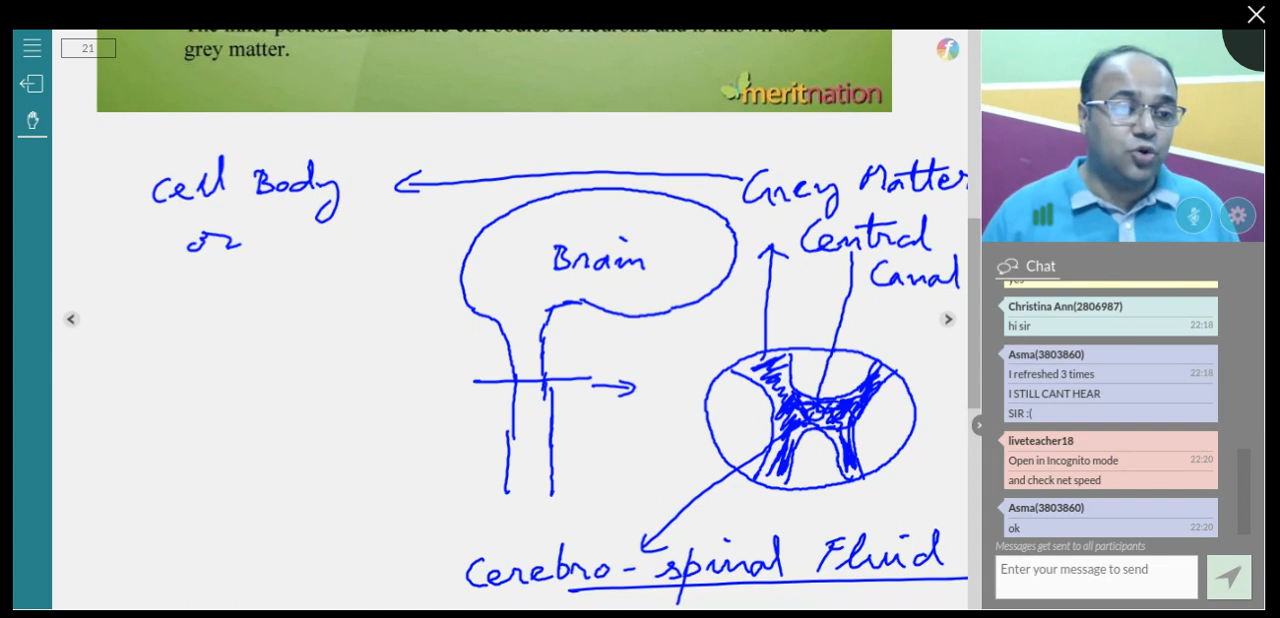 21
grey matter.
meritnation
Cell Body
or
Grey Matter
Central
Canal
Brain
Cerebro-spinal Fluid
Chat
yes
Christina Ann(2806987)
hi sir
22:18
Asma(3803860)
I refreshed 3 times
22:18
I STILL CANT HEAR
SIR :(
liveteacher18
Open in Incognito mode
22:20
and check net speed
Asma(3803860)
ok
22:20
Messages get sent to all participants
Enter your message to send